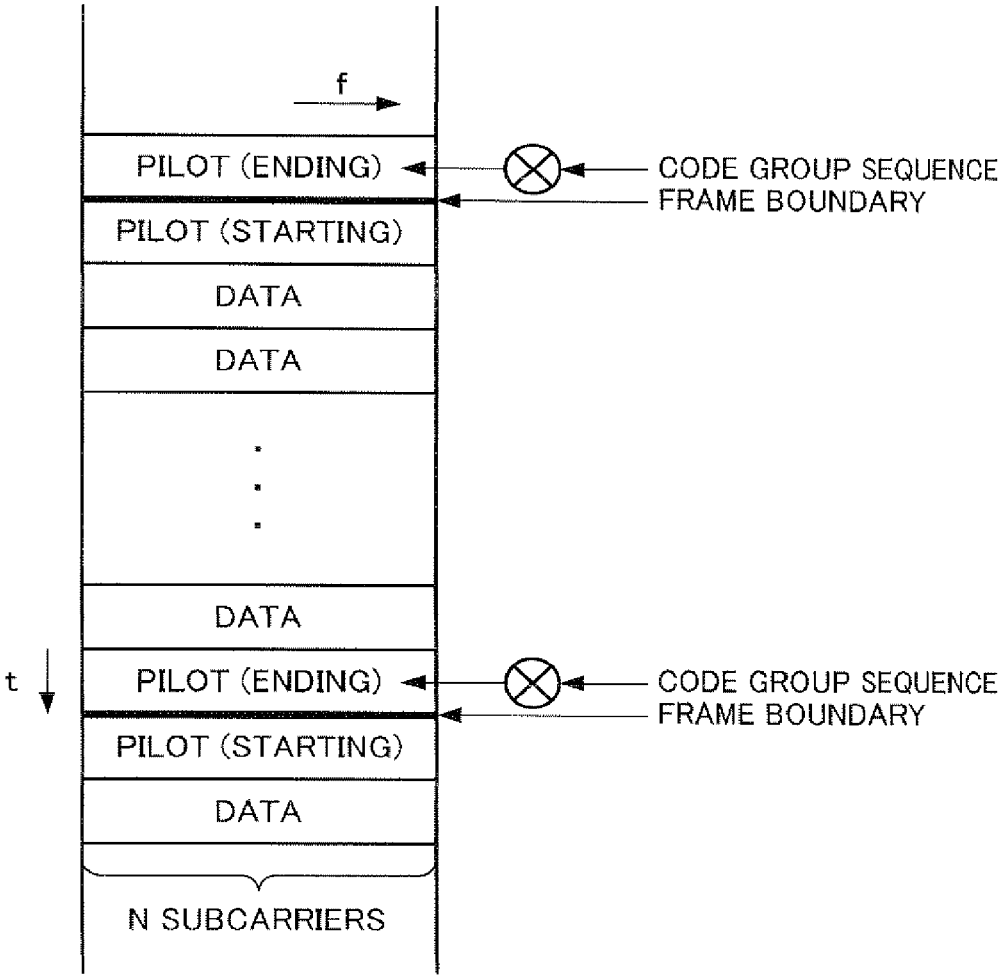 f
PILOT (ENDING)
CODE GROUP SEQUENCE
FRAME BOUNDARY
PILOT (STARTING)
DATA
DATA
DATA
t
PILOT (ENDING)
CODE GROUP SEQUENCE
FRAME BOUNDARY
PILOT (STARTING)
DATA
N SUBCARRIERS